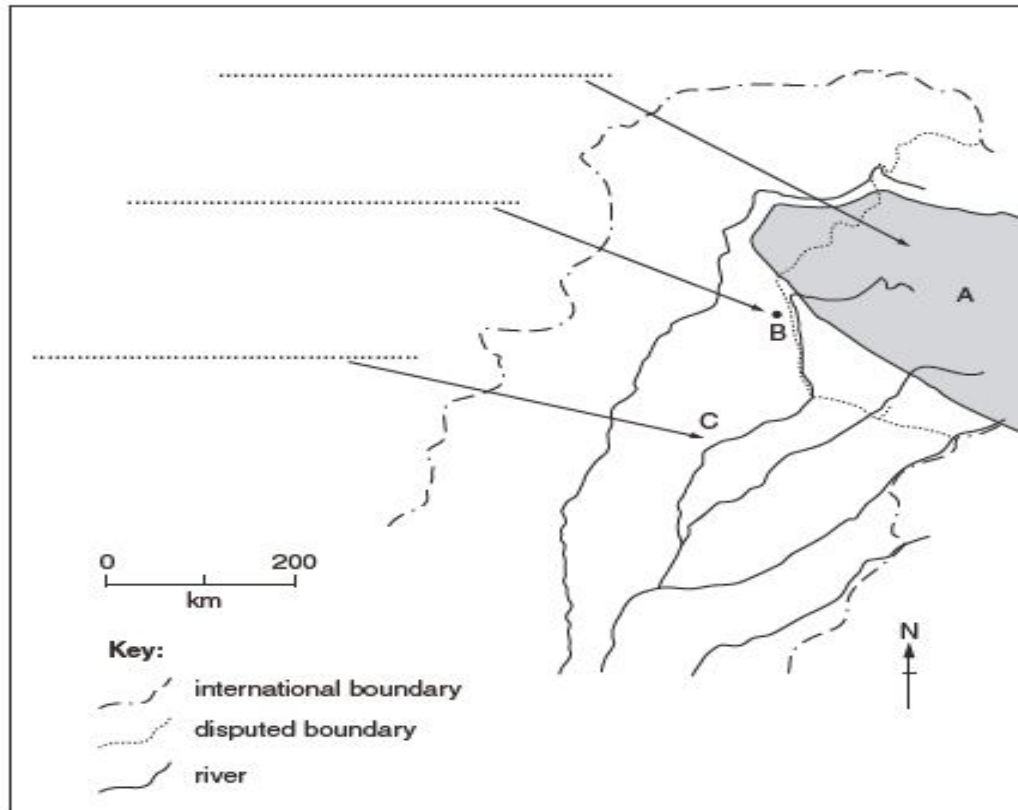 A
B
C
0 200
km
N
Key:
international boundary
disputed boundary
river